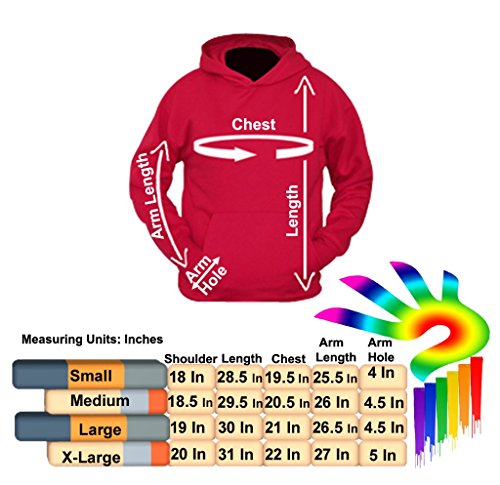 Chest
Arm Length
Length
Arm
Hole
Measuring Units: Inches
Shoulder Length Chest Arm Length Arm Hole
Small 18 In 28.5 In 19.5 In 25.5 In 4 In
Medium 18.5 In 29.5 In 20.5 In 26 In 4.5 In
Large 19 In 30 In 21 In 26.5 In 4.5 In
X-Large 20 In 31 In 22 In 27 In 5 In